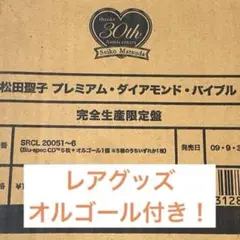 thanks
30th
Anniversary
Seiko Matsuda
松田聖子 プレミアム・ダイアモンド・バイブル
完全生産限定盤
SRCL 20051~6
(Blu-spec CD™5枚+オルゴール1個 ※5種のうちいずれか1種)
発売日
09・9・3
レアグッズ
オルゴール付き！
3128